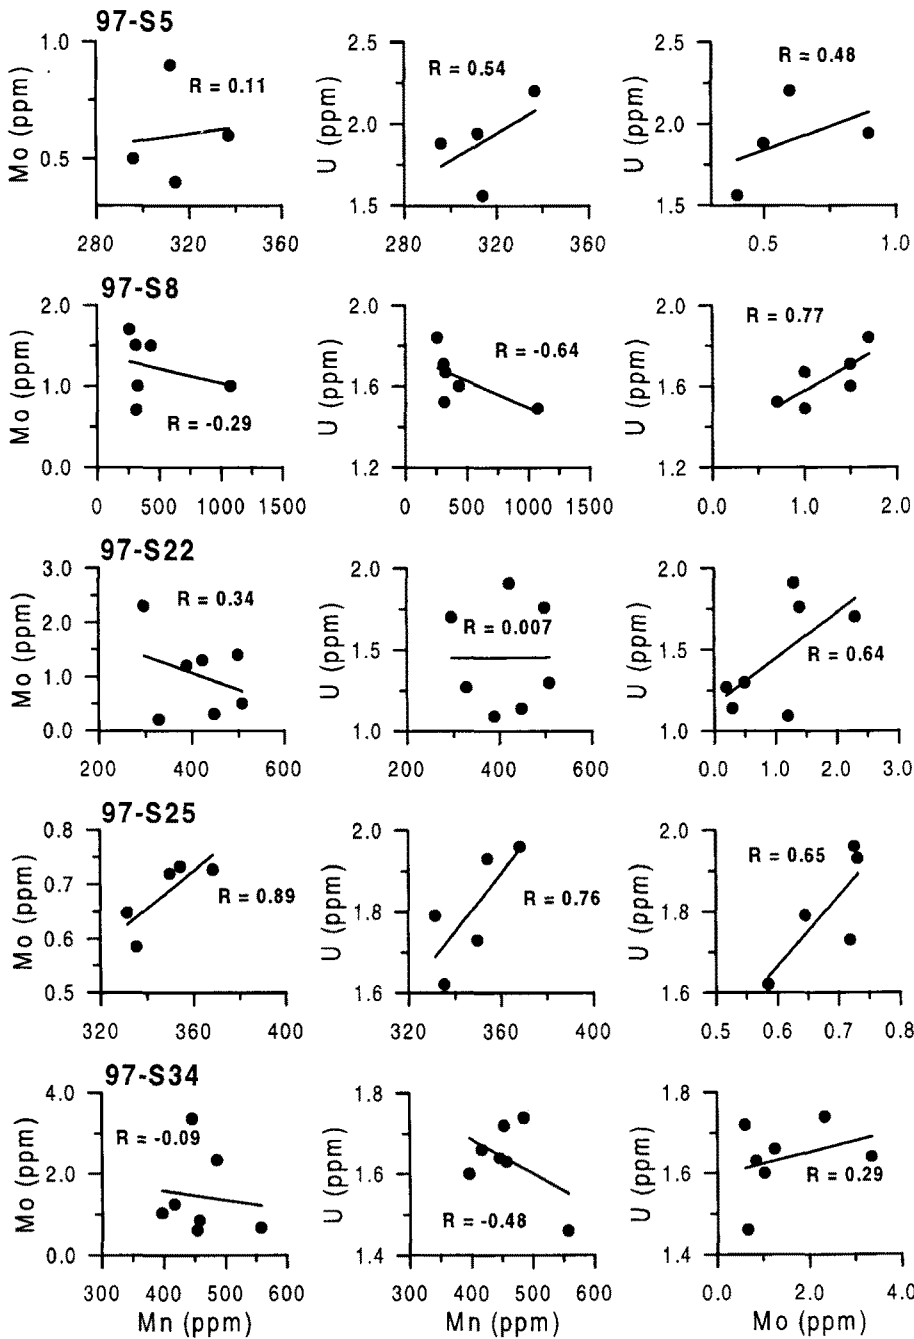 97-S5
Mo (ppm)
1.0
0.5
R = 0.11
280 320 360
U (ppm)
2.5
2.0
1.5
R = 0.54
280 320 360
U (ppm)
2.5
2.0
1.5
R = 0.48
0.5 1.0
97-S8
Mo (ppm)
2.0
1.0
0.0
R = -0.29
0 500 1000 1500
U (ppm)
2.0
1.6
1.2
R = -0.64
0 500 1000 1500
U (ppm)
2.0
1.6
1.2
R = 0.77
0.0 1.0 2.0
97-S22
Mo (ppm)
3.0
2.0
1.0
0.0
R = 0.34
200 400 600
U (ppm)
2.0
1.5
1.0
R = 0.007
200 400 600
U (ppm)
2.0
1.5
1.0
R = 0.64
0.0 1.0 2.0 3.0
97-S25
Mo (ppm)
0.8
0.7
0.6
0.5
R = 0.89
320 360 400
U (ppm)
2.0
1.8
1.6
R = 0.76
320 360 400
U (ppm)
2.0
1.8
1.6
R = 0.65
0.5 0.6 0.7 0.8
97-S34
Mo (ppm)
4.0
2.0
0.0
R = -0.09
300 400 500 600
Mn (ppm)
U (ppm)
1.8
1.6
1.4
R = -0.48
300 400 500 600
Mn (ppm)
U (ppm)
1.8
1.6
1.4
R = 0.29
0.0 2.0 4.0
Mo (ppm)